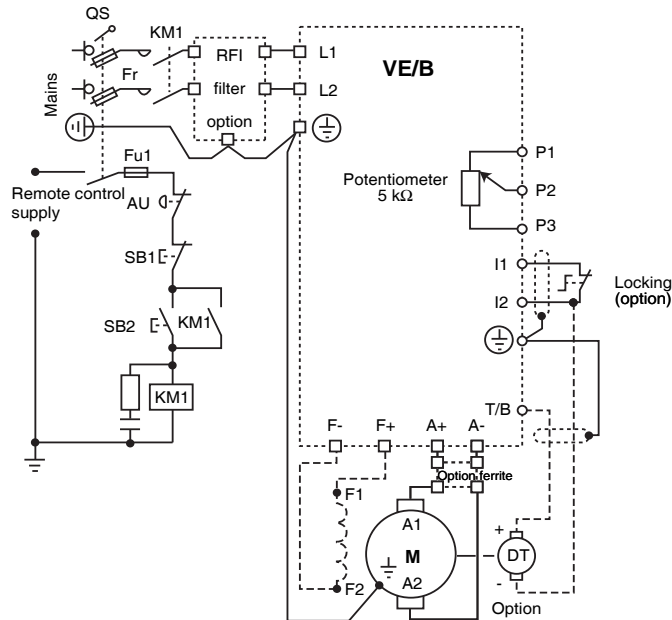 QS
KM1
RFI
L1
VE/B
Mains
Fr
filter
L2
option
Fu1
P1
Potentiometer
5 kΩ
P2
Remote control
supply
AU
P3
SB1
I1
Locking
(option)
I2
SB2
KM1
KM1
T/B
F-
F+
A+
A-
Option ferrite
F1
A1
M
+
DT
A2
F2
-
Option